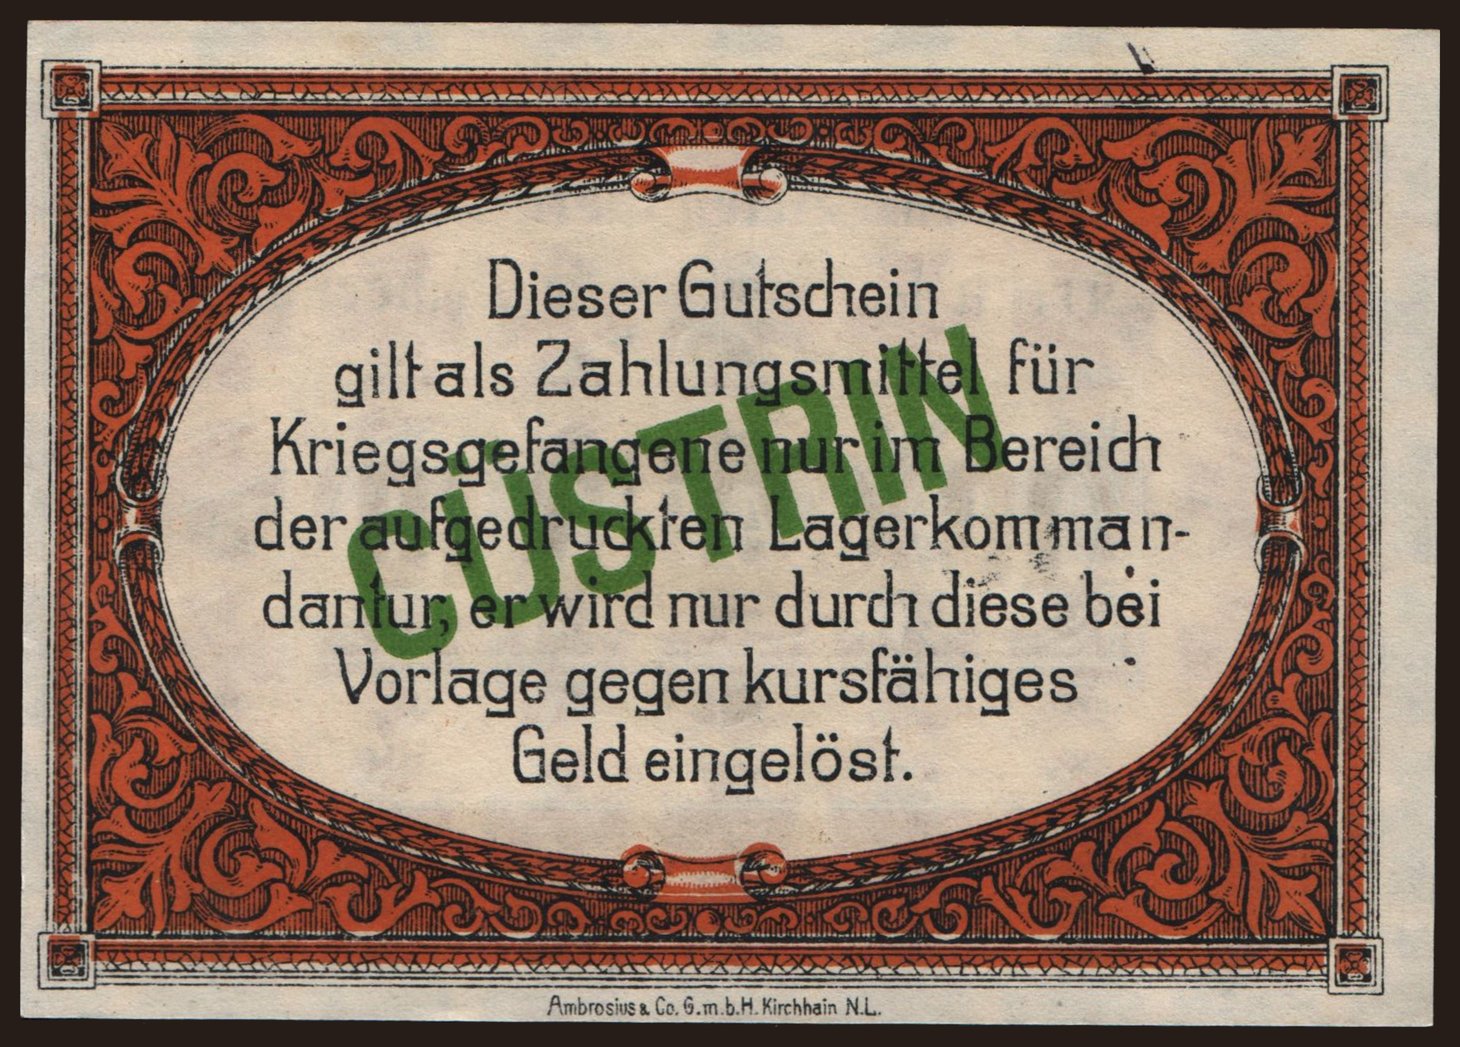 Dieser Gutschein
gilt als Zahlungsmittel für
Kriegsgefangene nur im Bereich
der aufgedruckten Lagerkomman-
dantur, er wird nur durch diese bei
Vorlage gegen kursfähiges
Geld eingelöst.
CÜSTRIN
Ambrosius & Co. G.m.b.H. Kirchhain N.L.